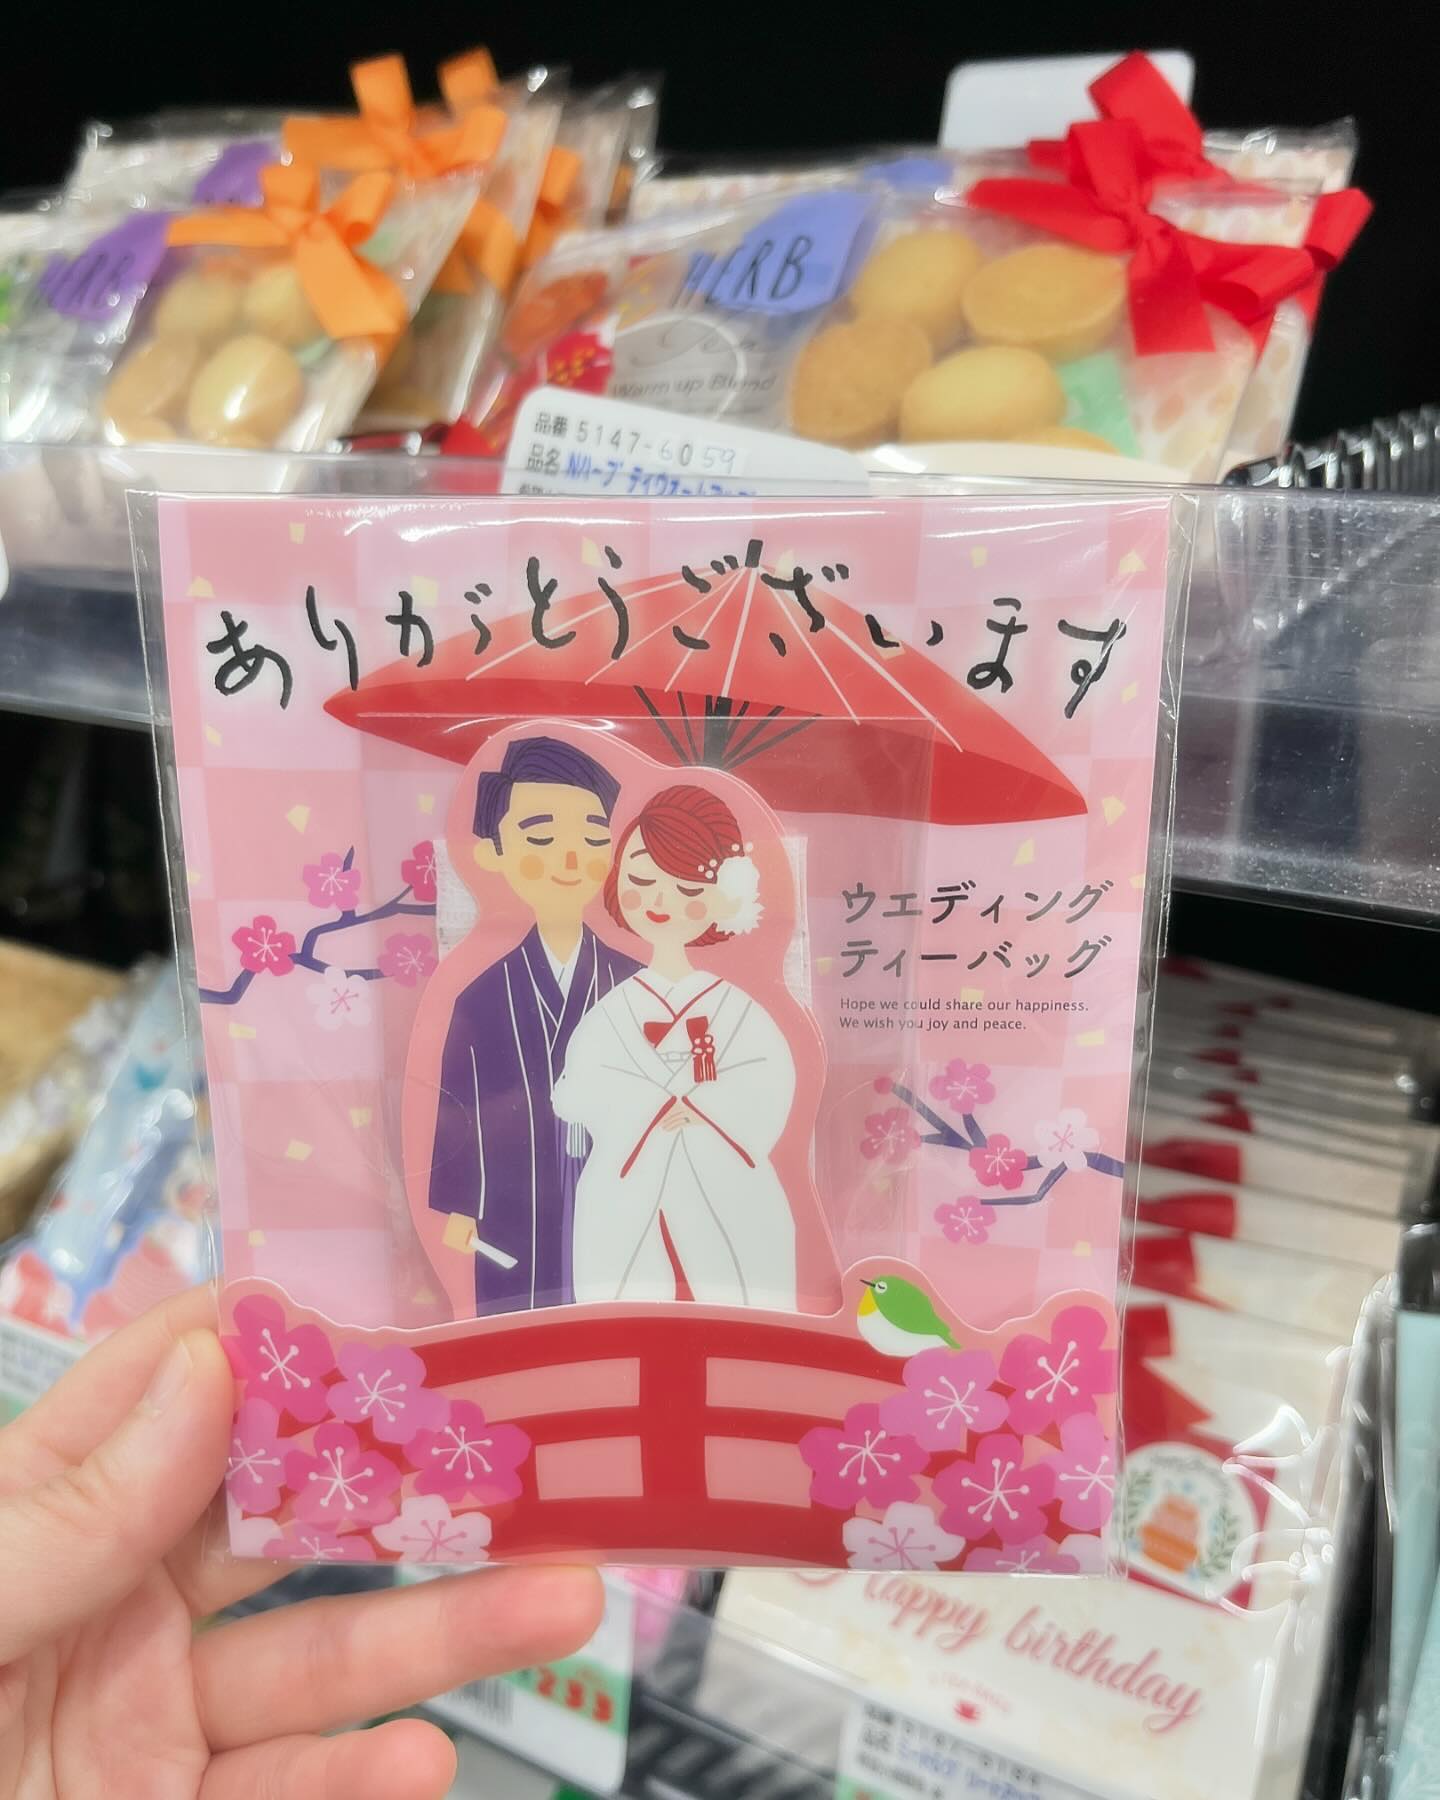 HERB
HERB
Tea
Warm up Blend
品番 5147-6059
品名
ありがとうございます
ウエディング
ティーバッグ
Hope we could share our happiness.
We wish you joy and peace.
Happy birthday
233